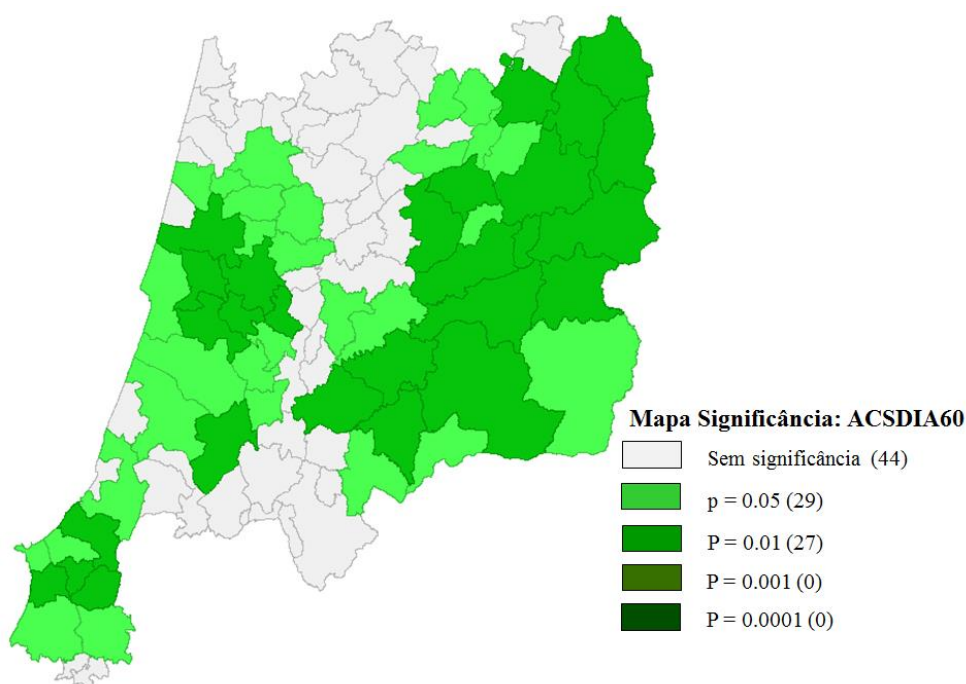 Mapa Significância: ACSDIA60
Sem significância (44)
p = 0.05 (29)
P = 0.01 (27)
P = 0.001 (0)
P = 0.0001 (0)